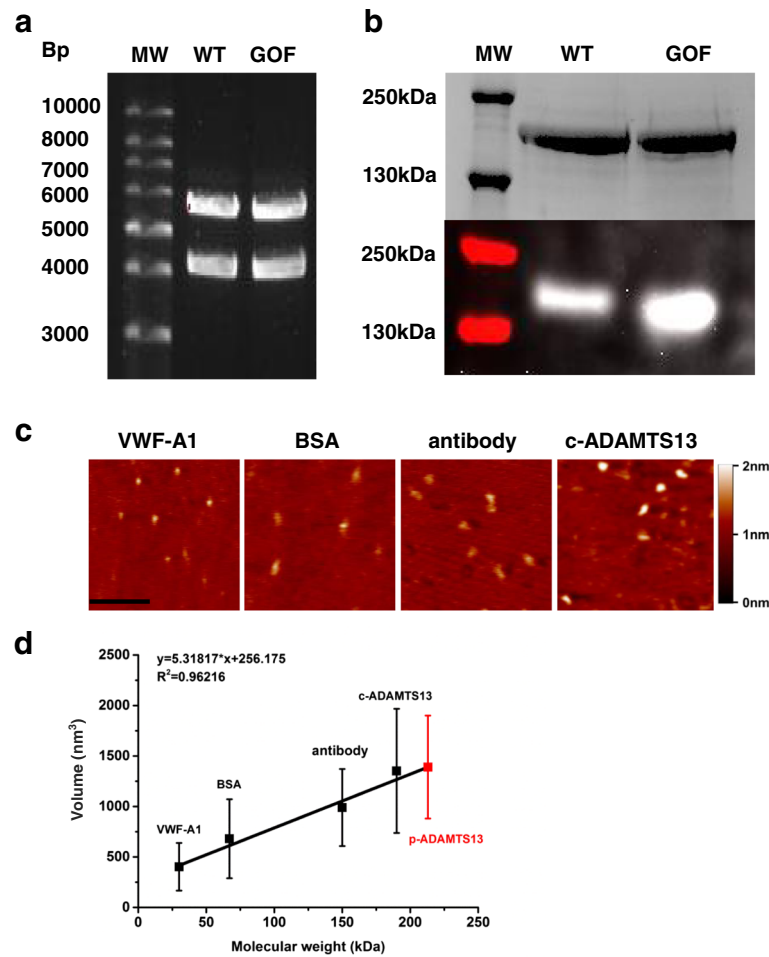 a
Bp MW WT GOF
10000
8000
7000
6000
5000
4000
3000
b
MW WT GOF
250kDa
130kDa
250kDa
130kDa
c
VWF-A1 BSA antibody c-ADAMTS13
2nm
1nm
0nm
d
y=5.31817*x+256.175
R²=0.96216
2500
2000
1500
1000
500
0
Volume (nm³)
VWF-A1
BSA
antibody
c-ADAMTS13
p-ADAMTS13
0 50 100 150 200 250
Molecular weight (kDa)